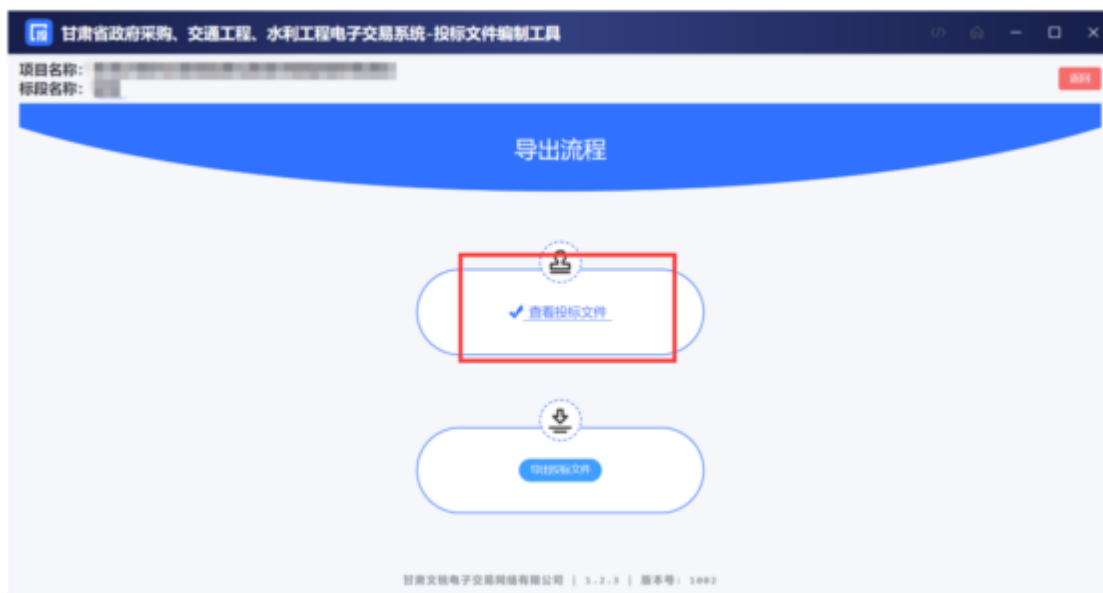 甘肃省政府采购、交通工程、水利工程电子交易系统-投标文件编制工具
项目名称：
标段名称：
返回
导出流程
查看投标文件
导出投标文件
甘肃文锐电子交易网络有限公司 | 1.2.3 | 版本号：1002